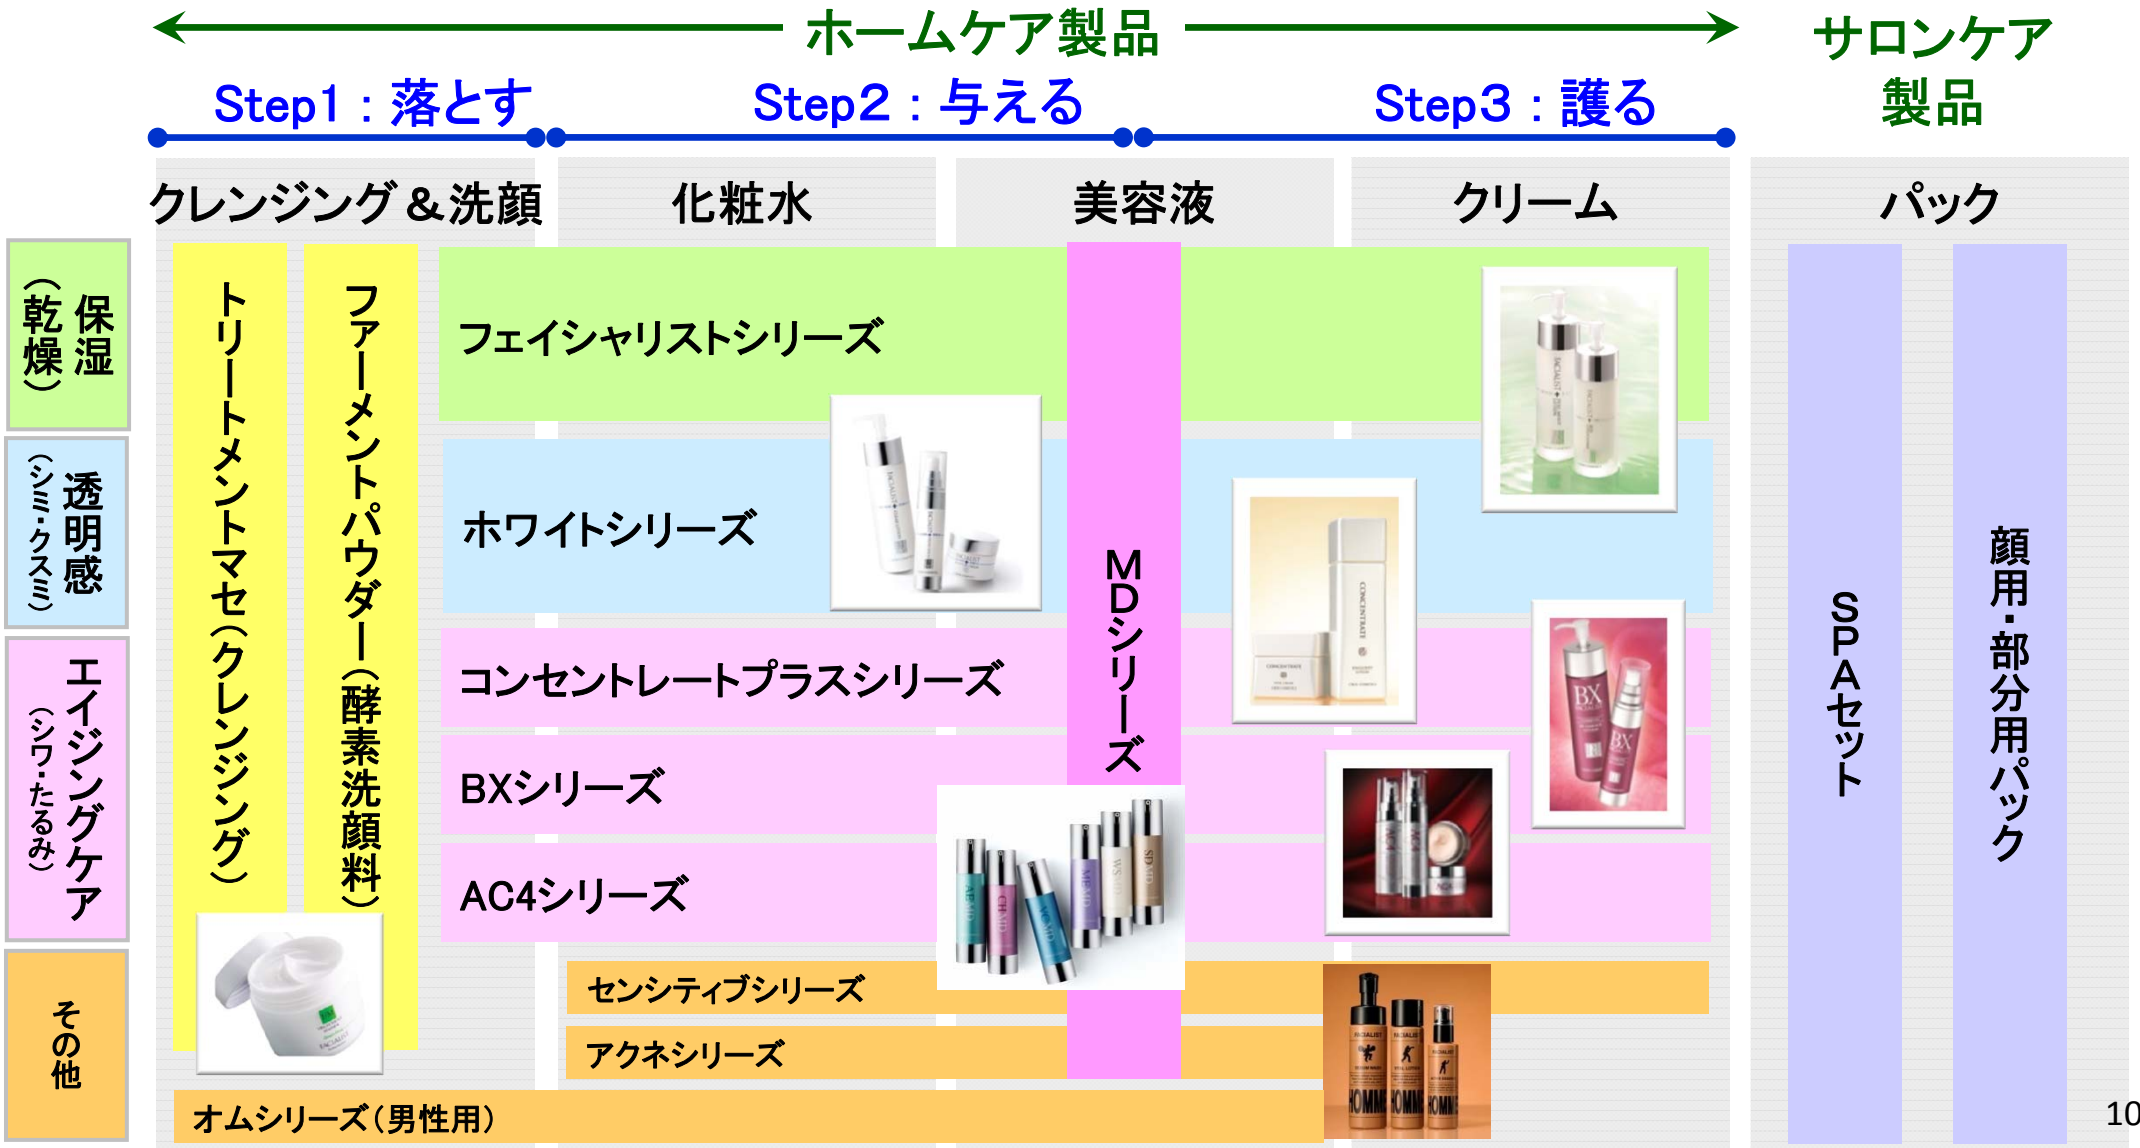 ホームケア製品
サロンケア
製品
Step1：落とす
Step2：与える
Step3：護る
クレンジング＆洗顔
化粧水
美容液
クリーム
パック
保湿
（乾燥）
透明感
（シミ・クスミ）
エイジングケア
（シワ・たるみ）
その他
トリートメントマセ（クレンジング）
ファーメントパウダー（酵素洗顔料）
フェイシャリストシリーズ
ホワイトシリーズ
コンセントレートプラスシリーズ
BXシリーズ
AC4シリーズ
センシティブシリーズ
アクネシリーズ
オムシリーズ（男性用）
MDシリーズ
SPAセット
顔用・部分用パック
CONCENTRATE
BX
BX
AC4
SD-MD
HOMME
HOMME
HOMME
10